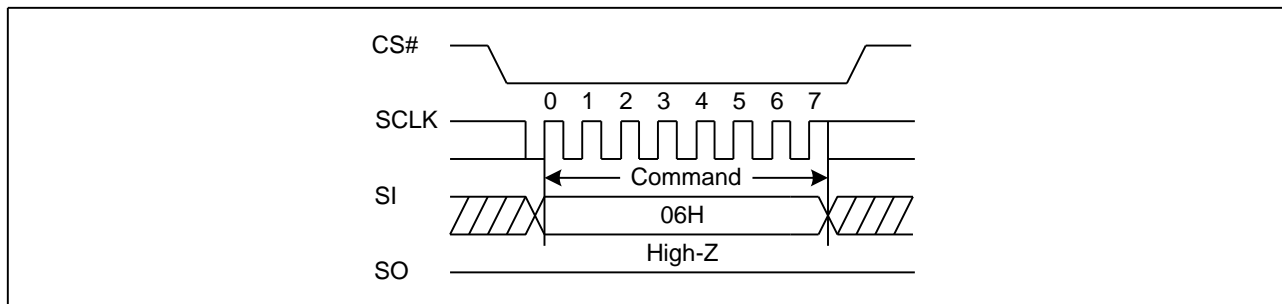 CS#
0 1 2 3 4 5 6 7
SCLK
Command
SI
06H
High-Z
SO